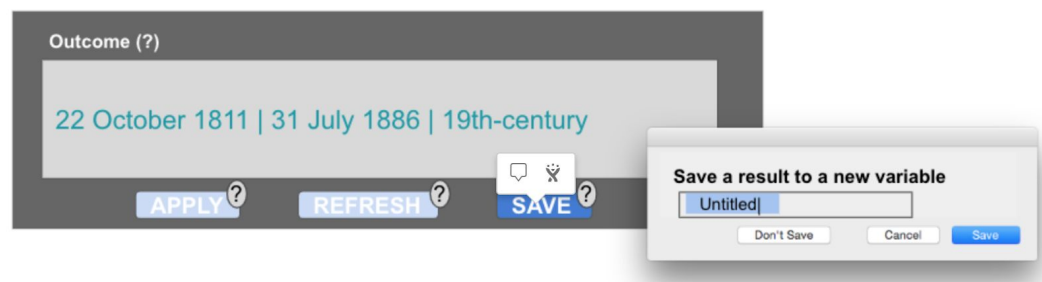 Outcome (?)
22 October 1811 | 31 July 1886 | 19th-century
APPLY ? REFRESH ? SAVE ?
Save a result to a new variable
Untitled
Don't Save Cancel Save